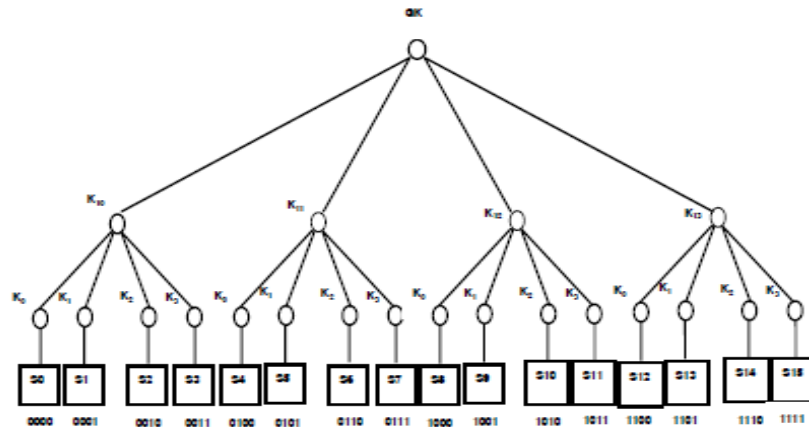 GK
K10 K11 K12 K13
K0 K1 K2 K3 K0 K1 K2 K3 K0 K1 K2 K3 K0 K1 K2 K3
S0 S1 S2 S3 S4 S5 S6 S7 S8 S9 S10 S11 S12 S13 S14 S15
0000 0001 0010 0011 0100 0101 0110 0111 1000 1001 1010 1011 1100 1101 1110 1111